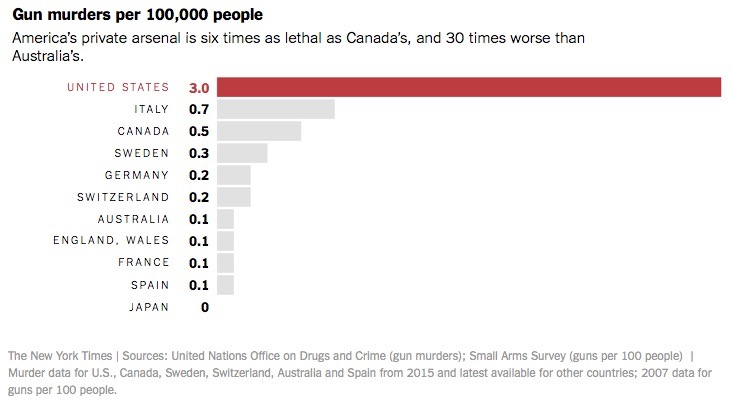 Gun murders per 100,000 people
America’s private arsenal is six times as lethal as Canada’s, and 30 times worse than
Australia’s.
UNITED STATES 3.0
ITALY 0.7
CANADA 0.5
SWEDEN 0.3
GERMANY 0.2
SWITZERLAND 0.2
AUSTRALIA 0.1
ENGLAND, WALES 0.1
FRANCE 0.1
SPAIN 0.1
JAPAN 0
The New York Times | Sources: United Nations Office on Drugs and Crime (gun murders); Small Arms Survey (guns per 100 people) |
Murder data for U.S., Canada, Sweden, Switzerland, Australia and Spain from 2015 and latest available for other countries; 2007 data for
guns per 100 people.